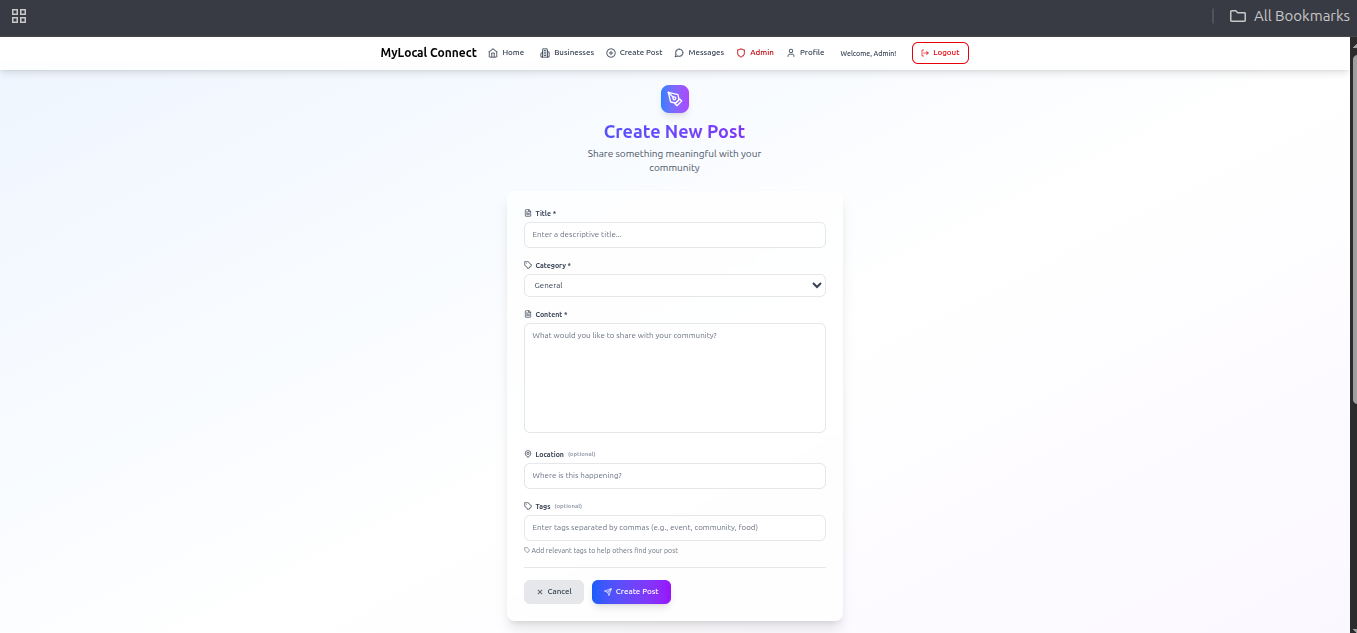 All Bookmarks
MyLocal Connect Home Businesses Create Post Messages Admin Profile Welcome, Admin! Logout
Create New Post
Share something meaningful with your
community
Title *
Enter a descriptive title...
Category *
General
Content *
What would you like to share with your community?
Location (optional)
Where is this happening?
Tags (optional)
Enter tags separated by commas (e.g., event, community, food)
Add relevant tags to help others find your post
Cancel Create Post